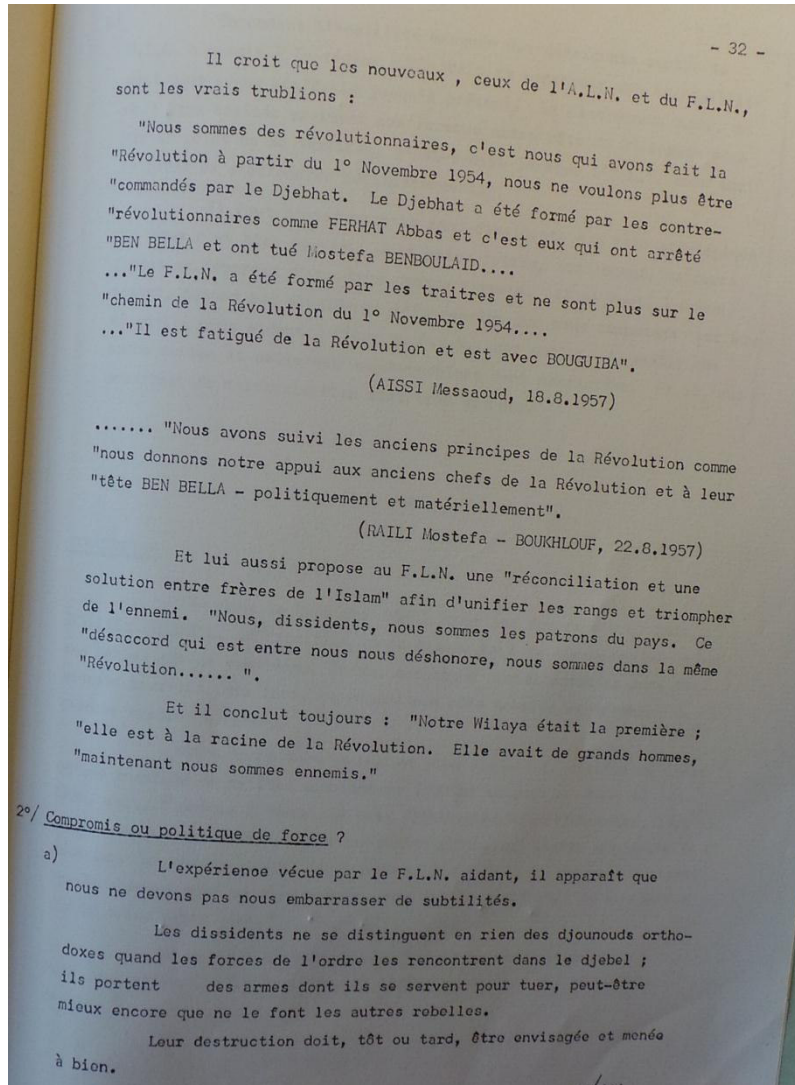 - 32 -
Il croit que les nouveaux , ceux de l'A.L.N. et du F.L.N.,
sont les vrais trublions :
"Nous sommes des révolutionnaires, c'est nous qui avons fait la
"Révolution à partir du 1° Novembre 1954, nous ne voulons plus être
"commandés par le Djebhat. Le Djebhat a été formé par les contre-
"révolutionnaires comme FERHAT Abbas et c'est eux qui ont arrêté
"BEN BELLA et ont tué Mostefa BENBOULAID....
..."Le F.L.N. a été formé par les traitres et ne sont plus sur le
"chemin de la Révolution du 1° Novembre 1954....
..."Il est fatigué de la Révolution et est avec BOUGUIBA".
(AISSI Messaoud, 18.8.1957)
....... "Nous avons suivi les anciens principes de la Révolution comme
"nous donnons notre appui aux anciens chefs de la Révolution et à leur
"tête BEN BELLA - politiquement et matériellement".
(RAILI Mostefa - BOUKHLOUF, 22.8.1957)
Et lui aussi propose au F.L.N. une "réconciliation et une
solution entre frères de l'Islam" afin d'unifier les rangs et triompher
de l'ennemi. "Nous, dissidents, nous sommes les patrons du pays. Ce
"désaccord qui est entre nous nous déshonore, nous sommes dans la même
"Révolution...... ".
Et il conclut toujours : "Notre Wilaya était la première ;
"elle est à la racine de la Révolution. Elle avait de grands hommes,
"maintenant nous sommes ennemis."
2°/ Compromis ou politique de force ?
a) L'expérience vécue par le F.L.N. aidant, il apparaît que
nous ne devons pas nous embarrasser de subtilités.
Les dissidents ne se distinguent en rien des djounouds ortho-
doxes quand les forces de l'ordre les rencontrent dans le djebel ;
ils portent des armes dont ils se servent pour tuer, peut-être
mieux encore que ne le font les autres rebelles.
Leur destruction doit, tôt ou tard, être envisagée et menée
à bien.